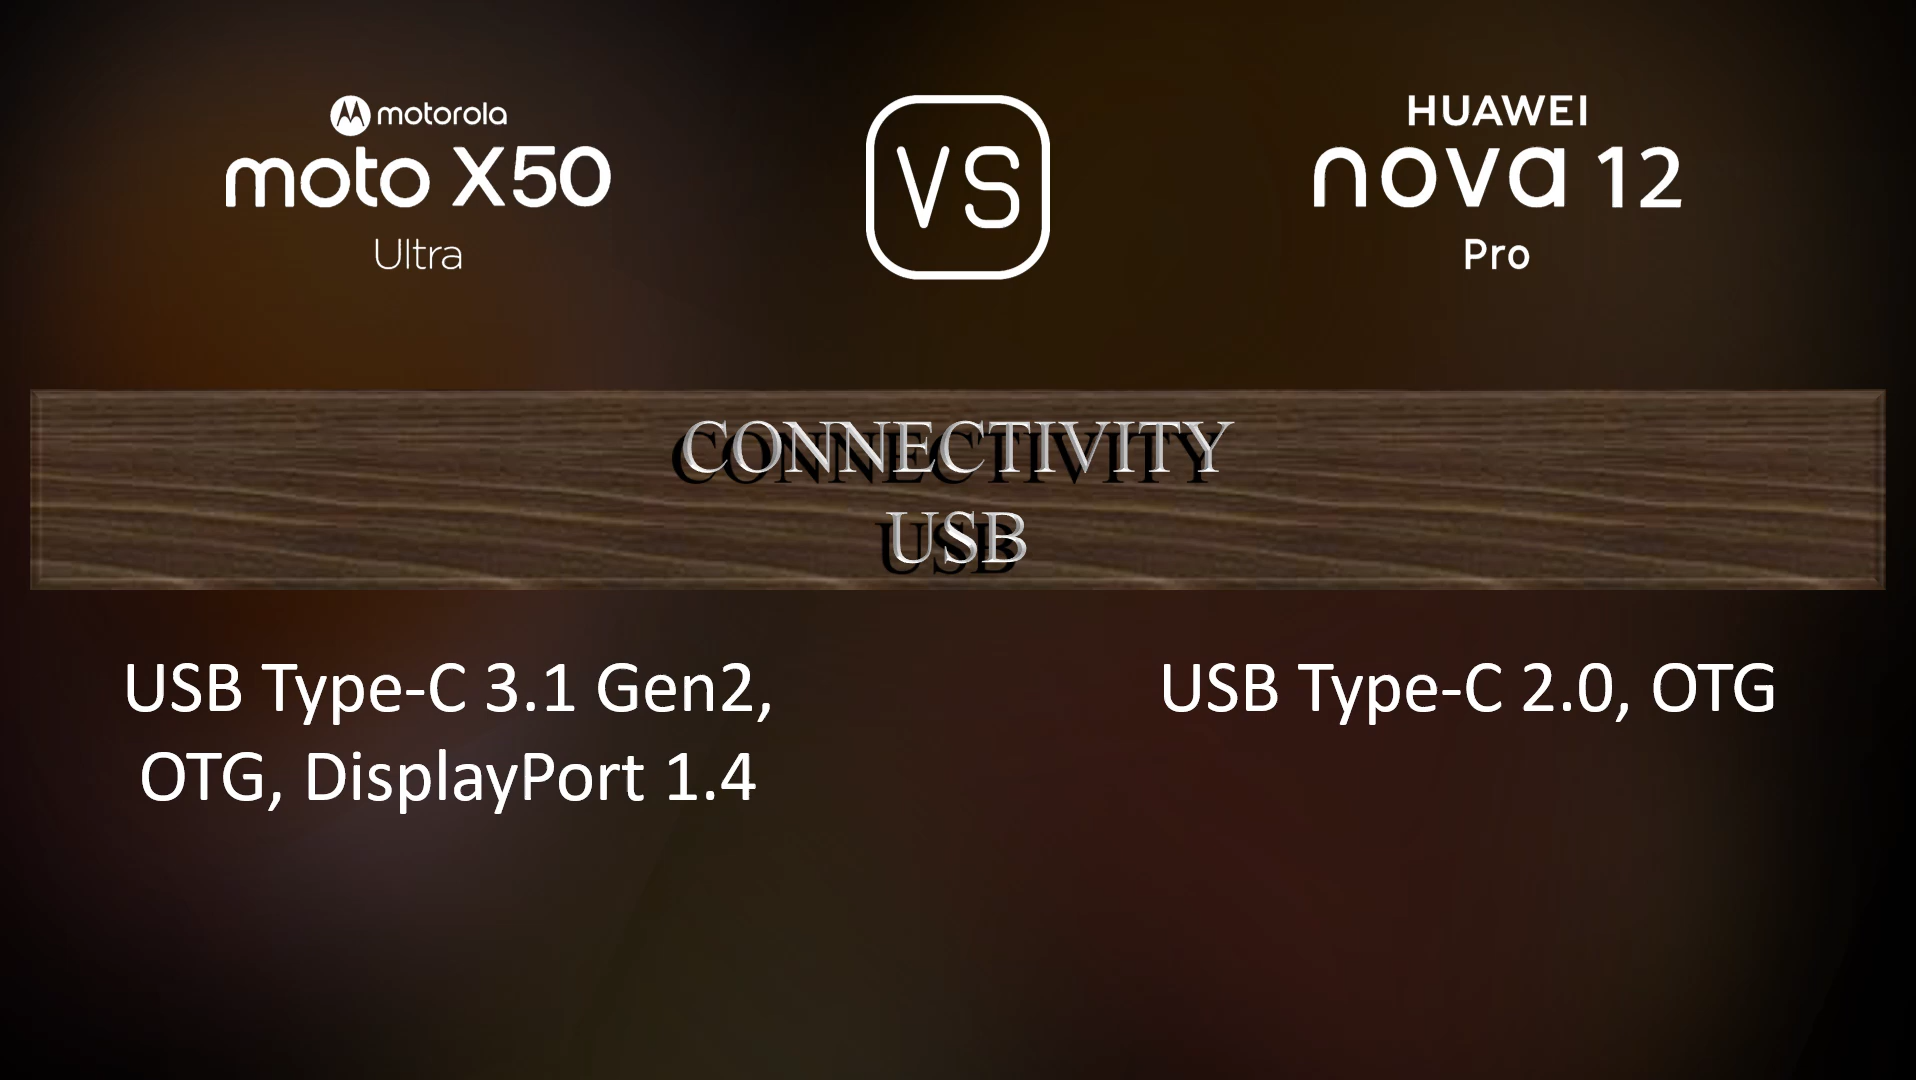 motorola
moto X50
Ultra
VS
HUAWEI
nova 12
Pro
CONNECTIVITY
USB
USB Type-C 3.1 Gen2,
OTG, DisplayPort 1.4
USB Type-C 2.0, OTG